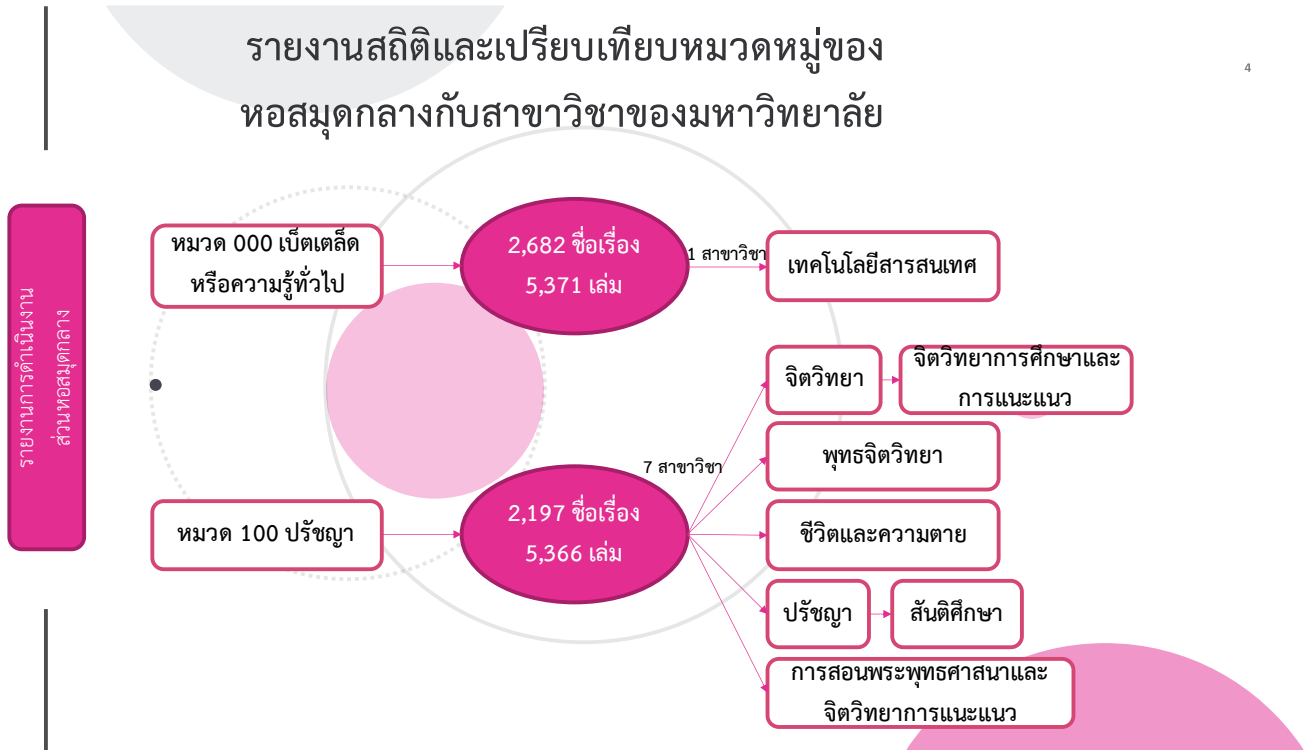 รายงานสถิติและเปรียบเทียบหมวดหมู่ของ
หอสมุดกลางกับสาขาวิชาของมหาวิทยาลัย
4
รายงานการดำเนินงาน
ส่วนหอสมุดกลาง
หมวด 000 เบ็ตเตล็ด
หรือความรู้ทั่วไป
2,682 ชื่อเรื่อง
5,371 เล่ม
1 สาขาวิชา
เทคโนโลยีสารสนเทศ
จิตวิทยา
จิตวิทยาการศึกษาและ
การแนะแนว
พุทธจิตวิทยา
7 สาขาวิชา
หมวด 100 ปรัชญา
2,197 ชื่อเรื่อง
5,366 เล่ม
ชีวิตและความตาย
ปรัชญา
สันติศึกษา
การสอนพระพุทธศาสนาและ
จิตวิทยาการแนะแนว